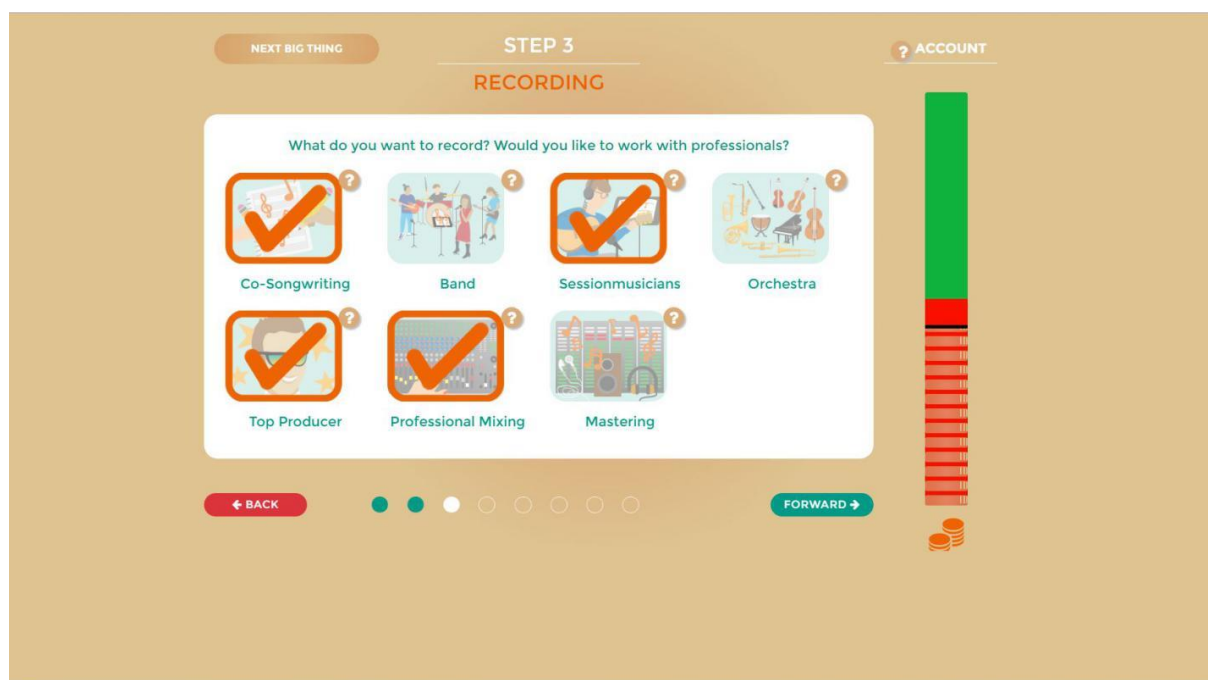 NEXT BIG THING
STEP 3
? ACCOUNT
RECORDING
What do you want to record? Would you like to work with professionals?
? ? ? ?
Co-Songwriting Band Sessionmusicians Orchestra
? ? ?
Top Producer Professional Mixing Mastering
← BACK
FORWARD →